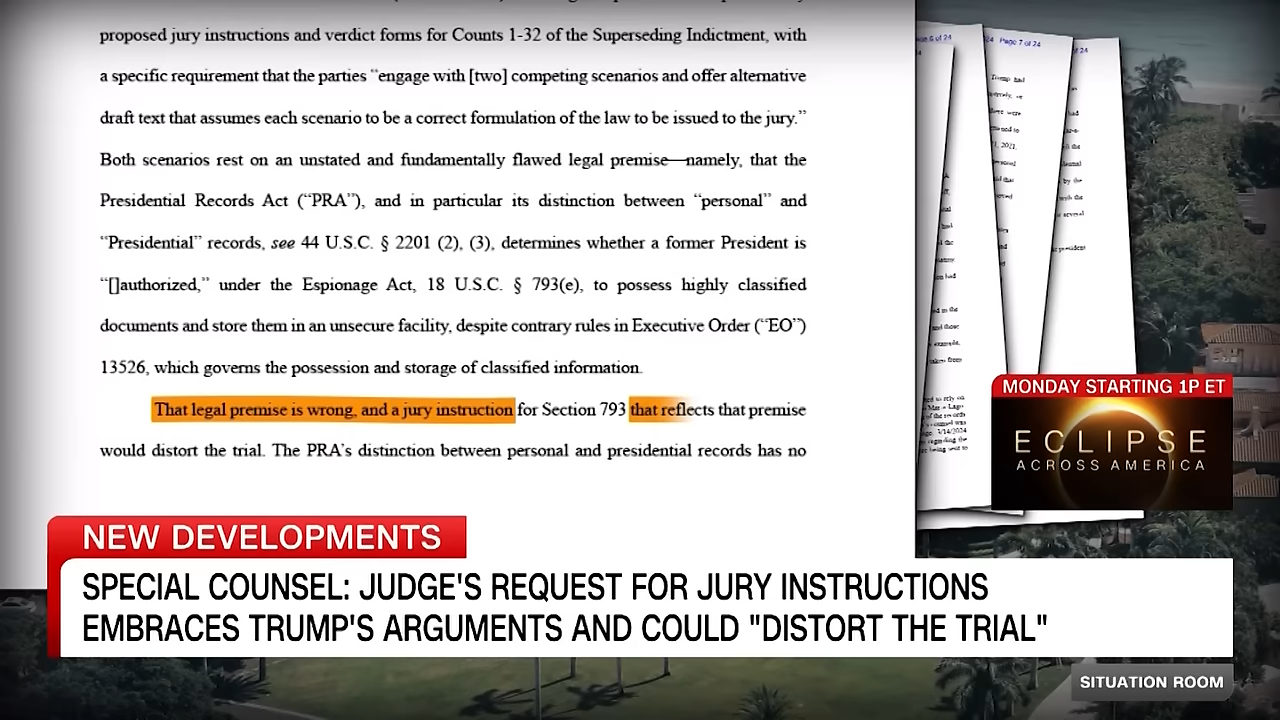 proposed jury instructions and verdict forms for Counts 1-32 of the Superseding Indictment, with
a specific requirement that the parties “engage with [two] competing scenarios and offer alternative
draft text that assumes each scenario to be a correct formulation of the law to be issued to the jury.”
Both scenarios rest on an unstated and fundamentally flawed legal premise—namely, that the
Presidential Records Act (“PRA”), and in particular its distinction between “personal” and
“Presidential” records, see 44 U.S.C. § 2201 (2), (3), determines whether a former President is
“[]authorized,” under the Espionage Act, 18 U.S.C. § 793(e), to possess highly classified
documents and store them in an unsecure facility, despite contrary rules in Executive Order (“EO”)
13526, which governs the possession and storage of classified information.
That legal premise is wrong, and a jury instruction for Section 793 that reflects that premise
would distort the trial. The PRA's distinction between personal and presidential records has no
Page 7 of 24
MONDAY STARTING 1P ET
ECLIPSE
ACROSS AMERICA
NEW DEVELOPMENTS
SPECIAL COUNSEL: JUDGE'S REQUEST FOR JURY INSTRUCTIONS
EMBRACES TRUMP'S ARGUMENTS AND COULD "DISTORT THE TRIAL"
SITUATION ROOM